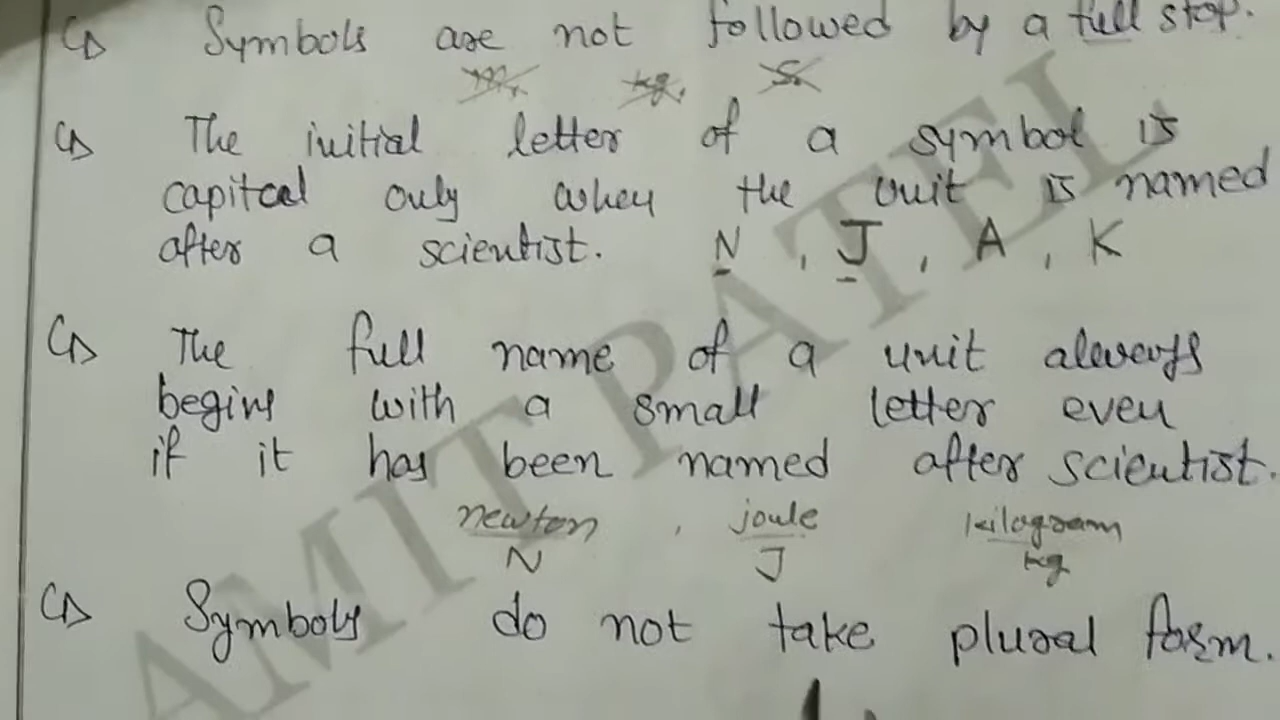 Symbols are not followed by a full stop.
m. kg. s.
The initial letter of a symbol is
capital only when the unit is named
after a scientist. N, J, A, K
The full name of a unit always
begins with a small letter even
if it has been named after scientist.
newton, joule kilogram
N J kg
Symbols do not take plural form.
AMIT PATEL